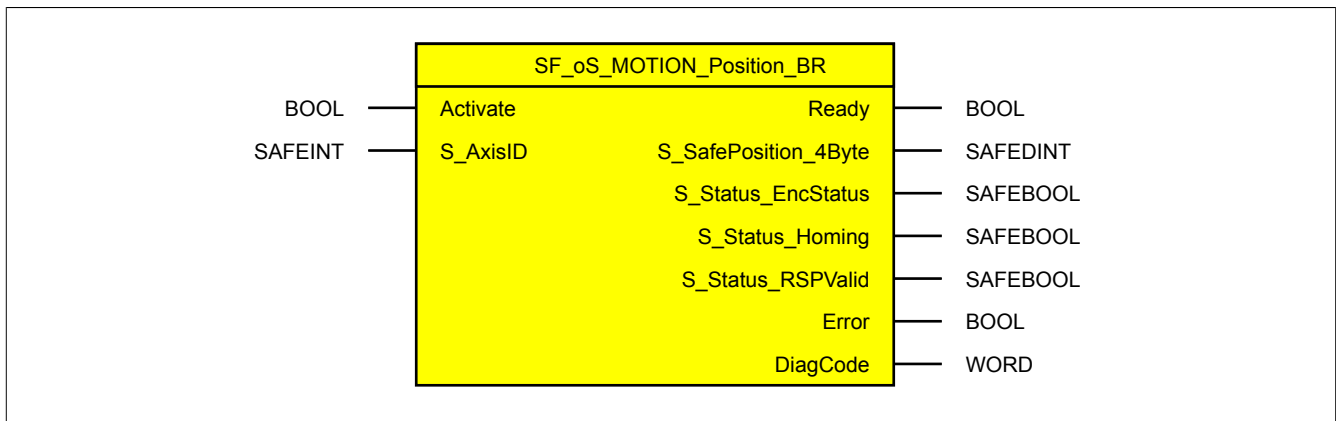 SF_oS_MOTION_Position_BR
BOOL Activate Ready BOOL
SAFEINT S_AxisID S_SafePosition_4Byte SAFEDINT
S_Status_EncStatus SAFEBOOL
S_Status_Homing SAFEBOOL
S_Status_RSPValid SAFEBOOL
Error BOOL
DiagCode WORD